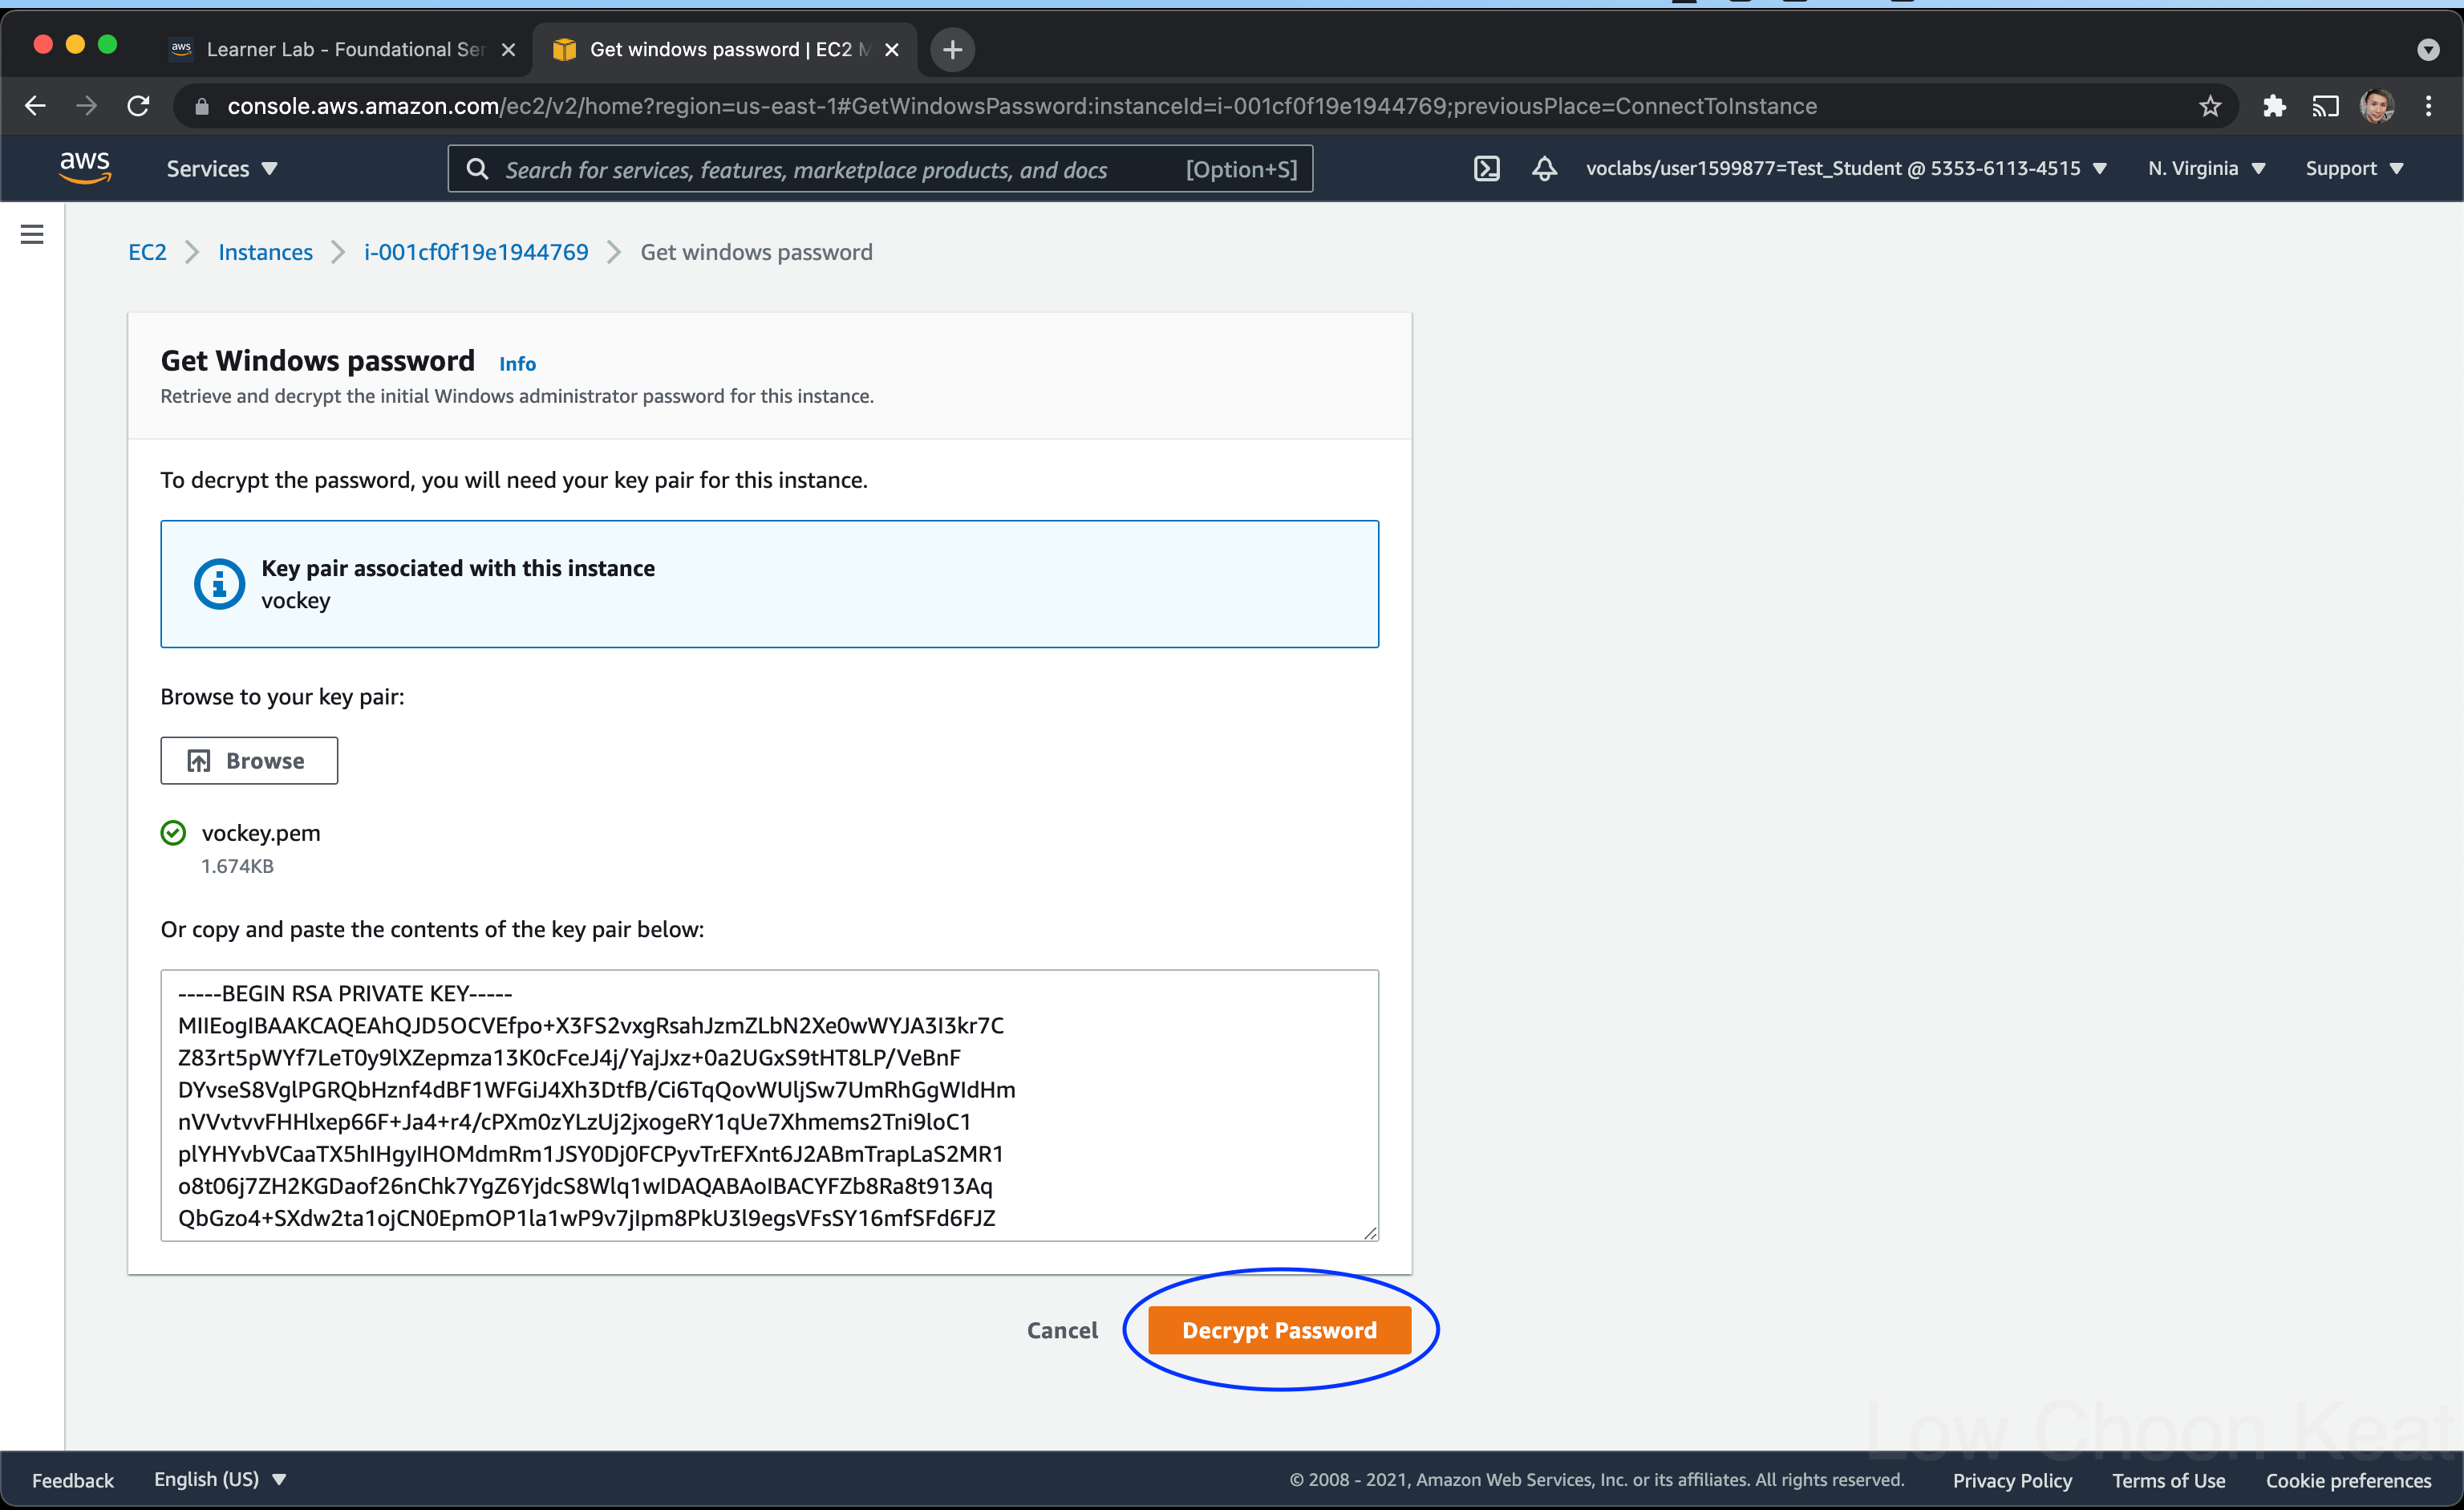 aws Learner Lab - Foundational Ser
Get windows password | EC2 M
console.aws.amazon.com/ec2/v2/home?region=us-east-1#GetWindowsPassword:instanceId=i-001cf0f19e1944769;previousPlace=ConnectToInstance
aws Services Search for services, features, marketplace products, and docs [Option+S] voclabs/user1599877=Test_Student @ 5353-6113-4515 N. Virginia Support
EC2 Instances i-001cf0f19e1944769 Get windows password
Get Windows password Info
Retrieve and decrypt the initial Windows administrator password for this instance.
To decrypt the password, you will need your key pair for this instance.
Key pair associated with this instance
vockey
Browse to your key pair:
Browse
vockey.pem
1.674KB
Or copy and paste the contents of the key pair below:
-----BEGIN RSA PRIVATE KEY-----
MIIEogIBAAKCAQEAhQJD5OCVEfpo+X3FS2vxgRsahJzmZLbN2Xe0wWYJA3I3kr7C
Z83rt5pWYf7LeT0y9lXZepmza13K0cFceJ4j/YajJxz+0a2UGxS9tHT8LP/VeBnF
DYvseS8VglPGRQbHznf4dBF1WFGiJ4Xh3DtfB/Ci6TqQovWUljSw7UmRhGgWIdHm
nVVvtvvFHHlxep66F+Ja4+r4/cPXm0zYLzUj2jxogeRY1qUe7Xhmems2Tni9loC1
plYHYvbVCaaTX5hIHgyIHOMdmRm1JSY0Dj0FCPyvTrEFXnt6J2ABmTrapLaS2MR1
o8t06j7ZH2KGDaof26nChk7YgZ6YjdcS8Wlq1wIDAQABAoIBACYFZb8Ra8t913Aq
QbGzo4+SXdw2ta1ojCN0EpmOP1la1wP9v7jIpm8PkU3l9egsVFsSY16mfSFd6FJZ
Cancel Decrypt Password
Low Choon Keat
Feedback English (US) © 2008 - 2021, Amazon Web Services, Inc. or its affiliates. All rights reserved. Privacy Policy Terms of Use Cookie preferences